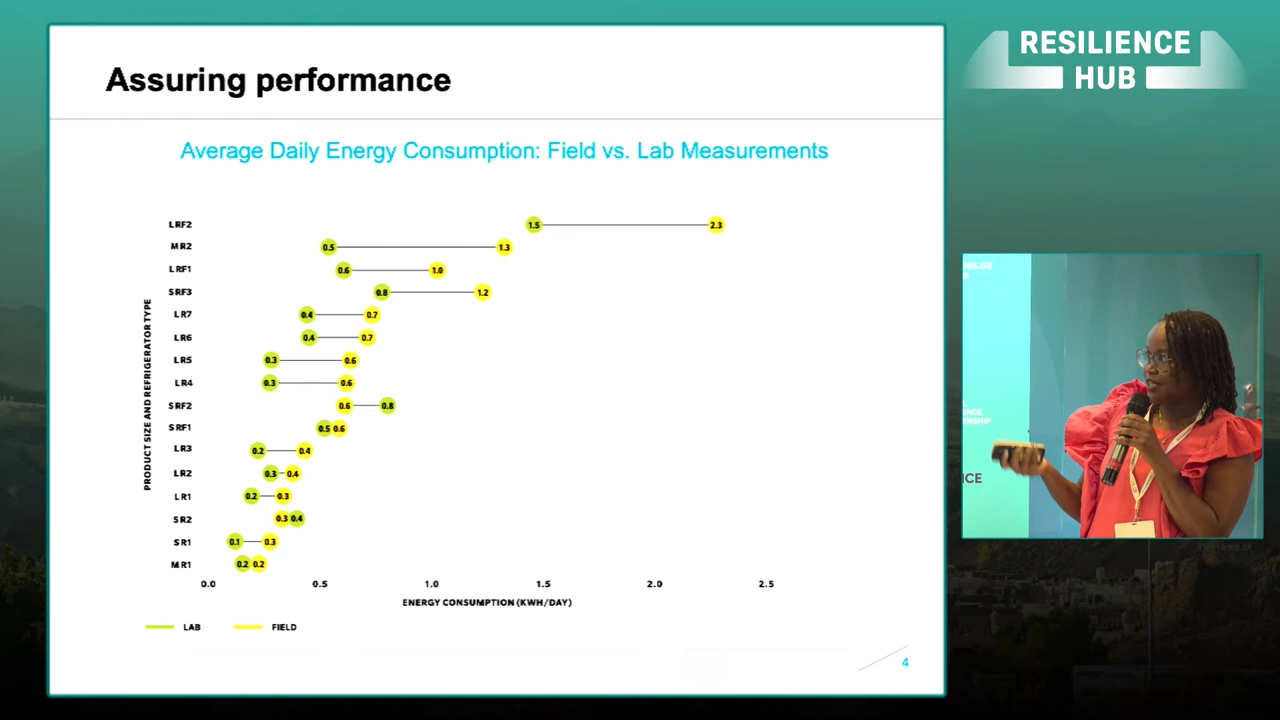 RESILIENCE
HUB
Assuring performance
Average Daily Energy Consumption: Field vs. Lab Measurements
PRODUCT SIZE AND REFRIGERATOR TYPE
LRF2 1.5 2.3
MR2 0.5 1.3
LRF1 0.6 1.0
SRF3 0.8 1.2
LR7 0.4 0.7
LR6 0.4 0.7
LR5 0.3 0.6
LR4 0.3 0.6
SRF2 0.6 0.8
SRF1 0.5 0.6
LR3 0.2 0.4
LR2 0.3 0.4
LR1 0.2 0.3
SR2 0.3 0.4
SR1 0.1 0.3
MR1 0.2 0.2
0.0 0.5 1.0 1.5 2.0 2.5
ENERGY CONSUMPTION (KWH/DAY)
LAB FIELD
4